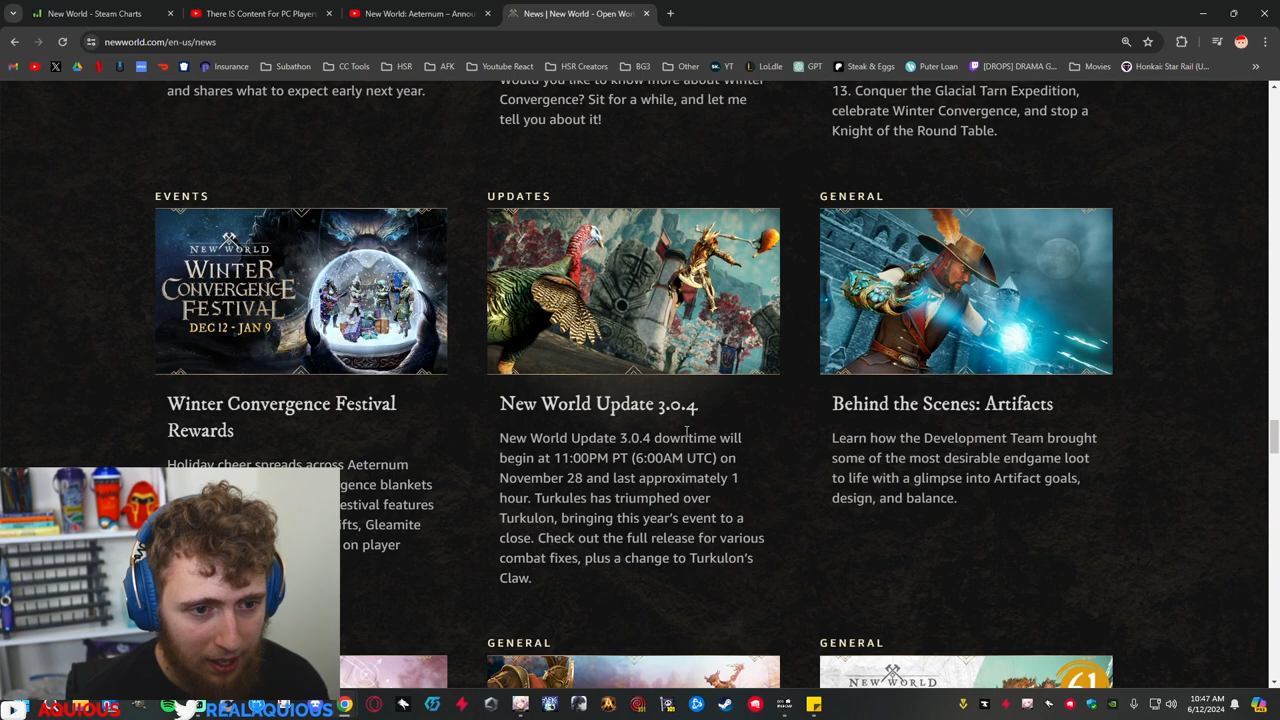 New World - Steam Charts
There IS Content For PC Players
New World: Aeternum – Annou
News | New World - Open Wor
newworld.com/en-us/news
Insurance
Subathon
CC Tools
HSR
AFK
Youtube React
HSR Creators
BG3
Other
YT
LoLdle
GPT
Steak & Eggs
Puter Loan
[DROPS] DRAMA G...
Movies
Honkai: Star Rail (U...
and shares what to expect early next year.
Would you like to know more about Winter
Convergence? Sit for a while, and let me
tell you about it!
13. Conquer the Glacial Tarn Expedition,
celebrate Winter Convergence, and stop a
Knight of the Round Table.
EVENTS
NEW WORLD
WINTER
CONVERGENCE
FESTIVAL
DEC 12 - JAN 9
Winter Convergence Festival
Rewards
Holiday cheer spreads across Aeternum
gence blankets
estival features
ifts, Gleamite
on player
UPDATES
New World Update 3.0.4
New World Update 3.0.4 downtime will
begin at 11:00PM PT (6:00AM UTC) on
November 28 and last approximately 1
hour. Turkules has triumphed over
Turkulon, bringing this year's event to a
close. Check out the full release for various
combat fixes, plus a change to Turkulon's
Claw.
GENERAL
Behind the Scenes: Artifacts
Learn how the Development Team brought
some of the most desirable endgame loot
to life with a glimpse into Artifact goals,
design, and balance.
GENERAL
GENERAL
NEW WORLD
61
10:47 AM
6/12/2024
AQUIOUS
REALAQUIOUS